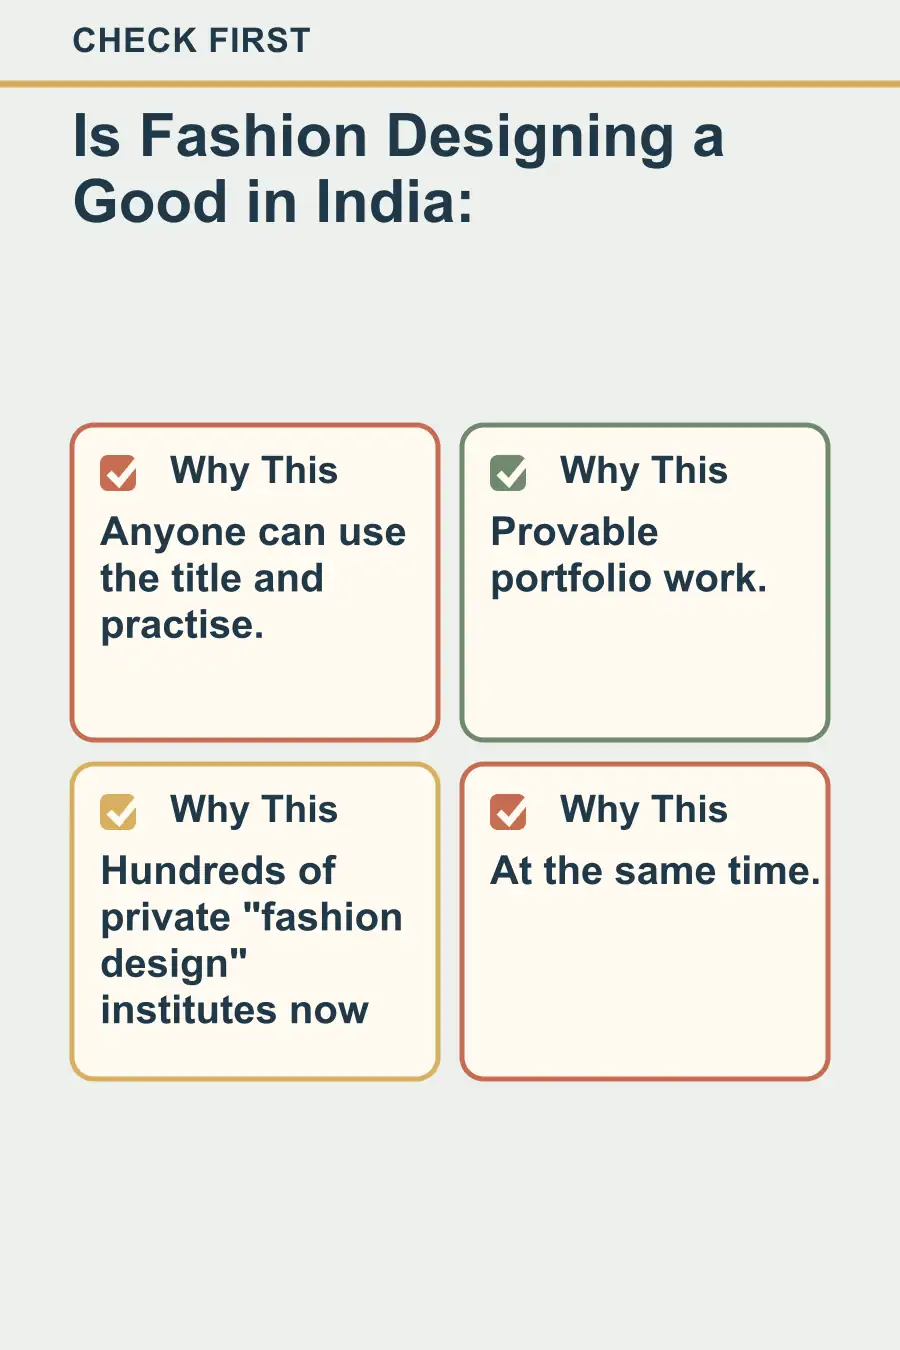 CHECK FIRST
Is Fashion Designing a
Good in India:
Why This
Anyone can use
the title and
practise.
Why This
Provable
portfolio work.
Why This
Hundreds of
private "fashion
design"
institutes now
Why This
At the same time.